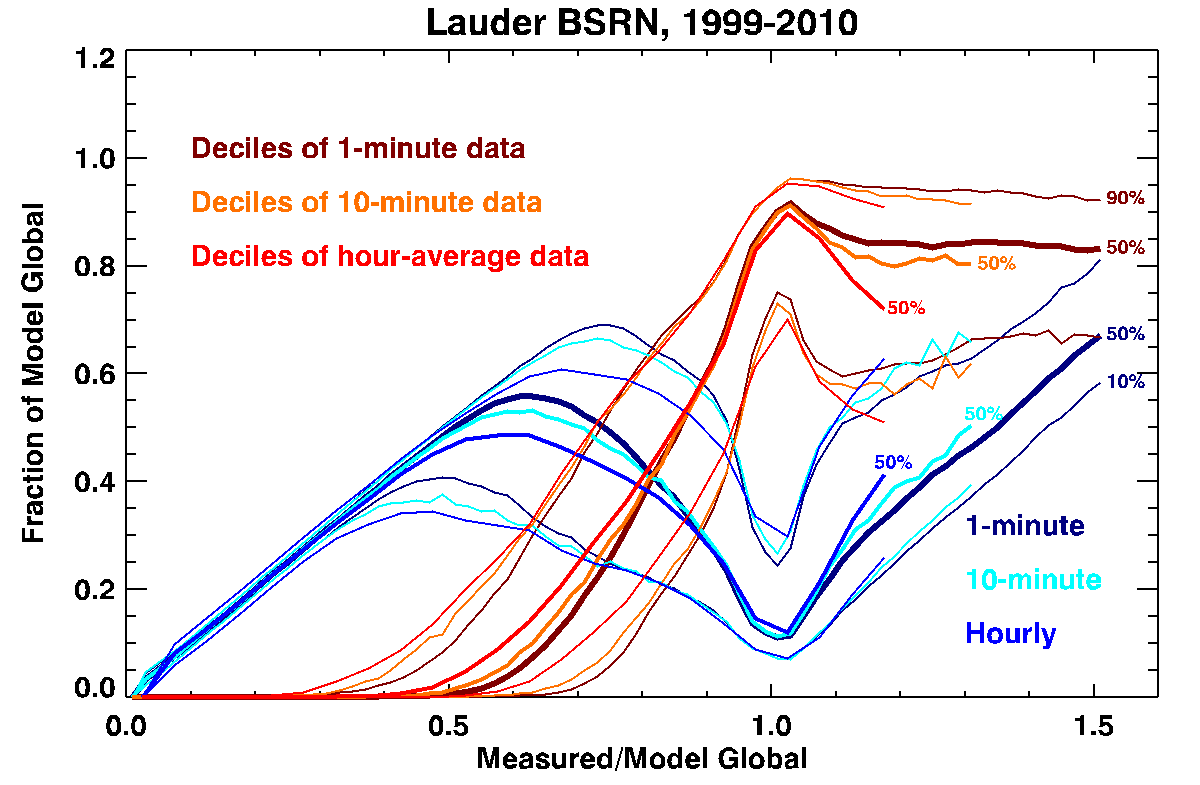 Lauder BSRN, 1999-2010
1.2
1.0
0.8
0.6
0.4
0.2
0.0
Fraction of Model Global
Deciles of 1-minute data
Deciles of 10-minute data
Deciles of hour-average data
90%
50%
50%
50%
50%
10%
50%
50%
1-minute
10-minute
Hourly
0.0 0.5 1.0 1.5
Measured/Model Global